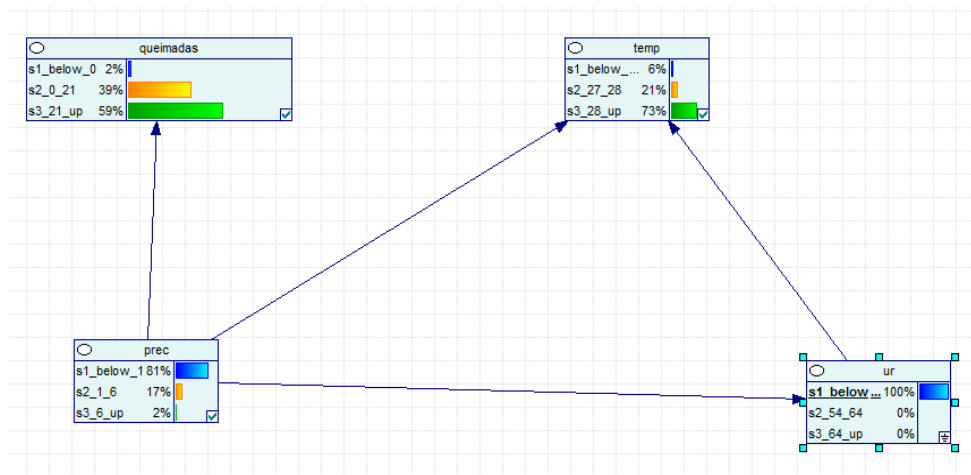 queimadas
s1_below_0 2%
s2_0_21 39%
s3_21_up 59%
temp
s1_below_... 6%
s2_27_28 21%
s3_28_up 73%
prec
s1_below_1 81%
s2_1_6 17%
s3_6_up 2%
ur
s1_below_... 100%
s2_54_64 0%
s3_64_up 0%